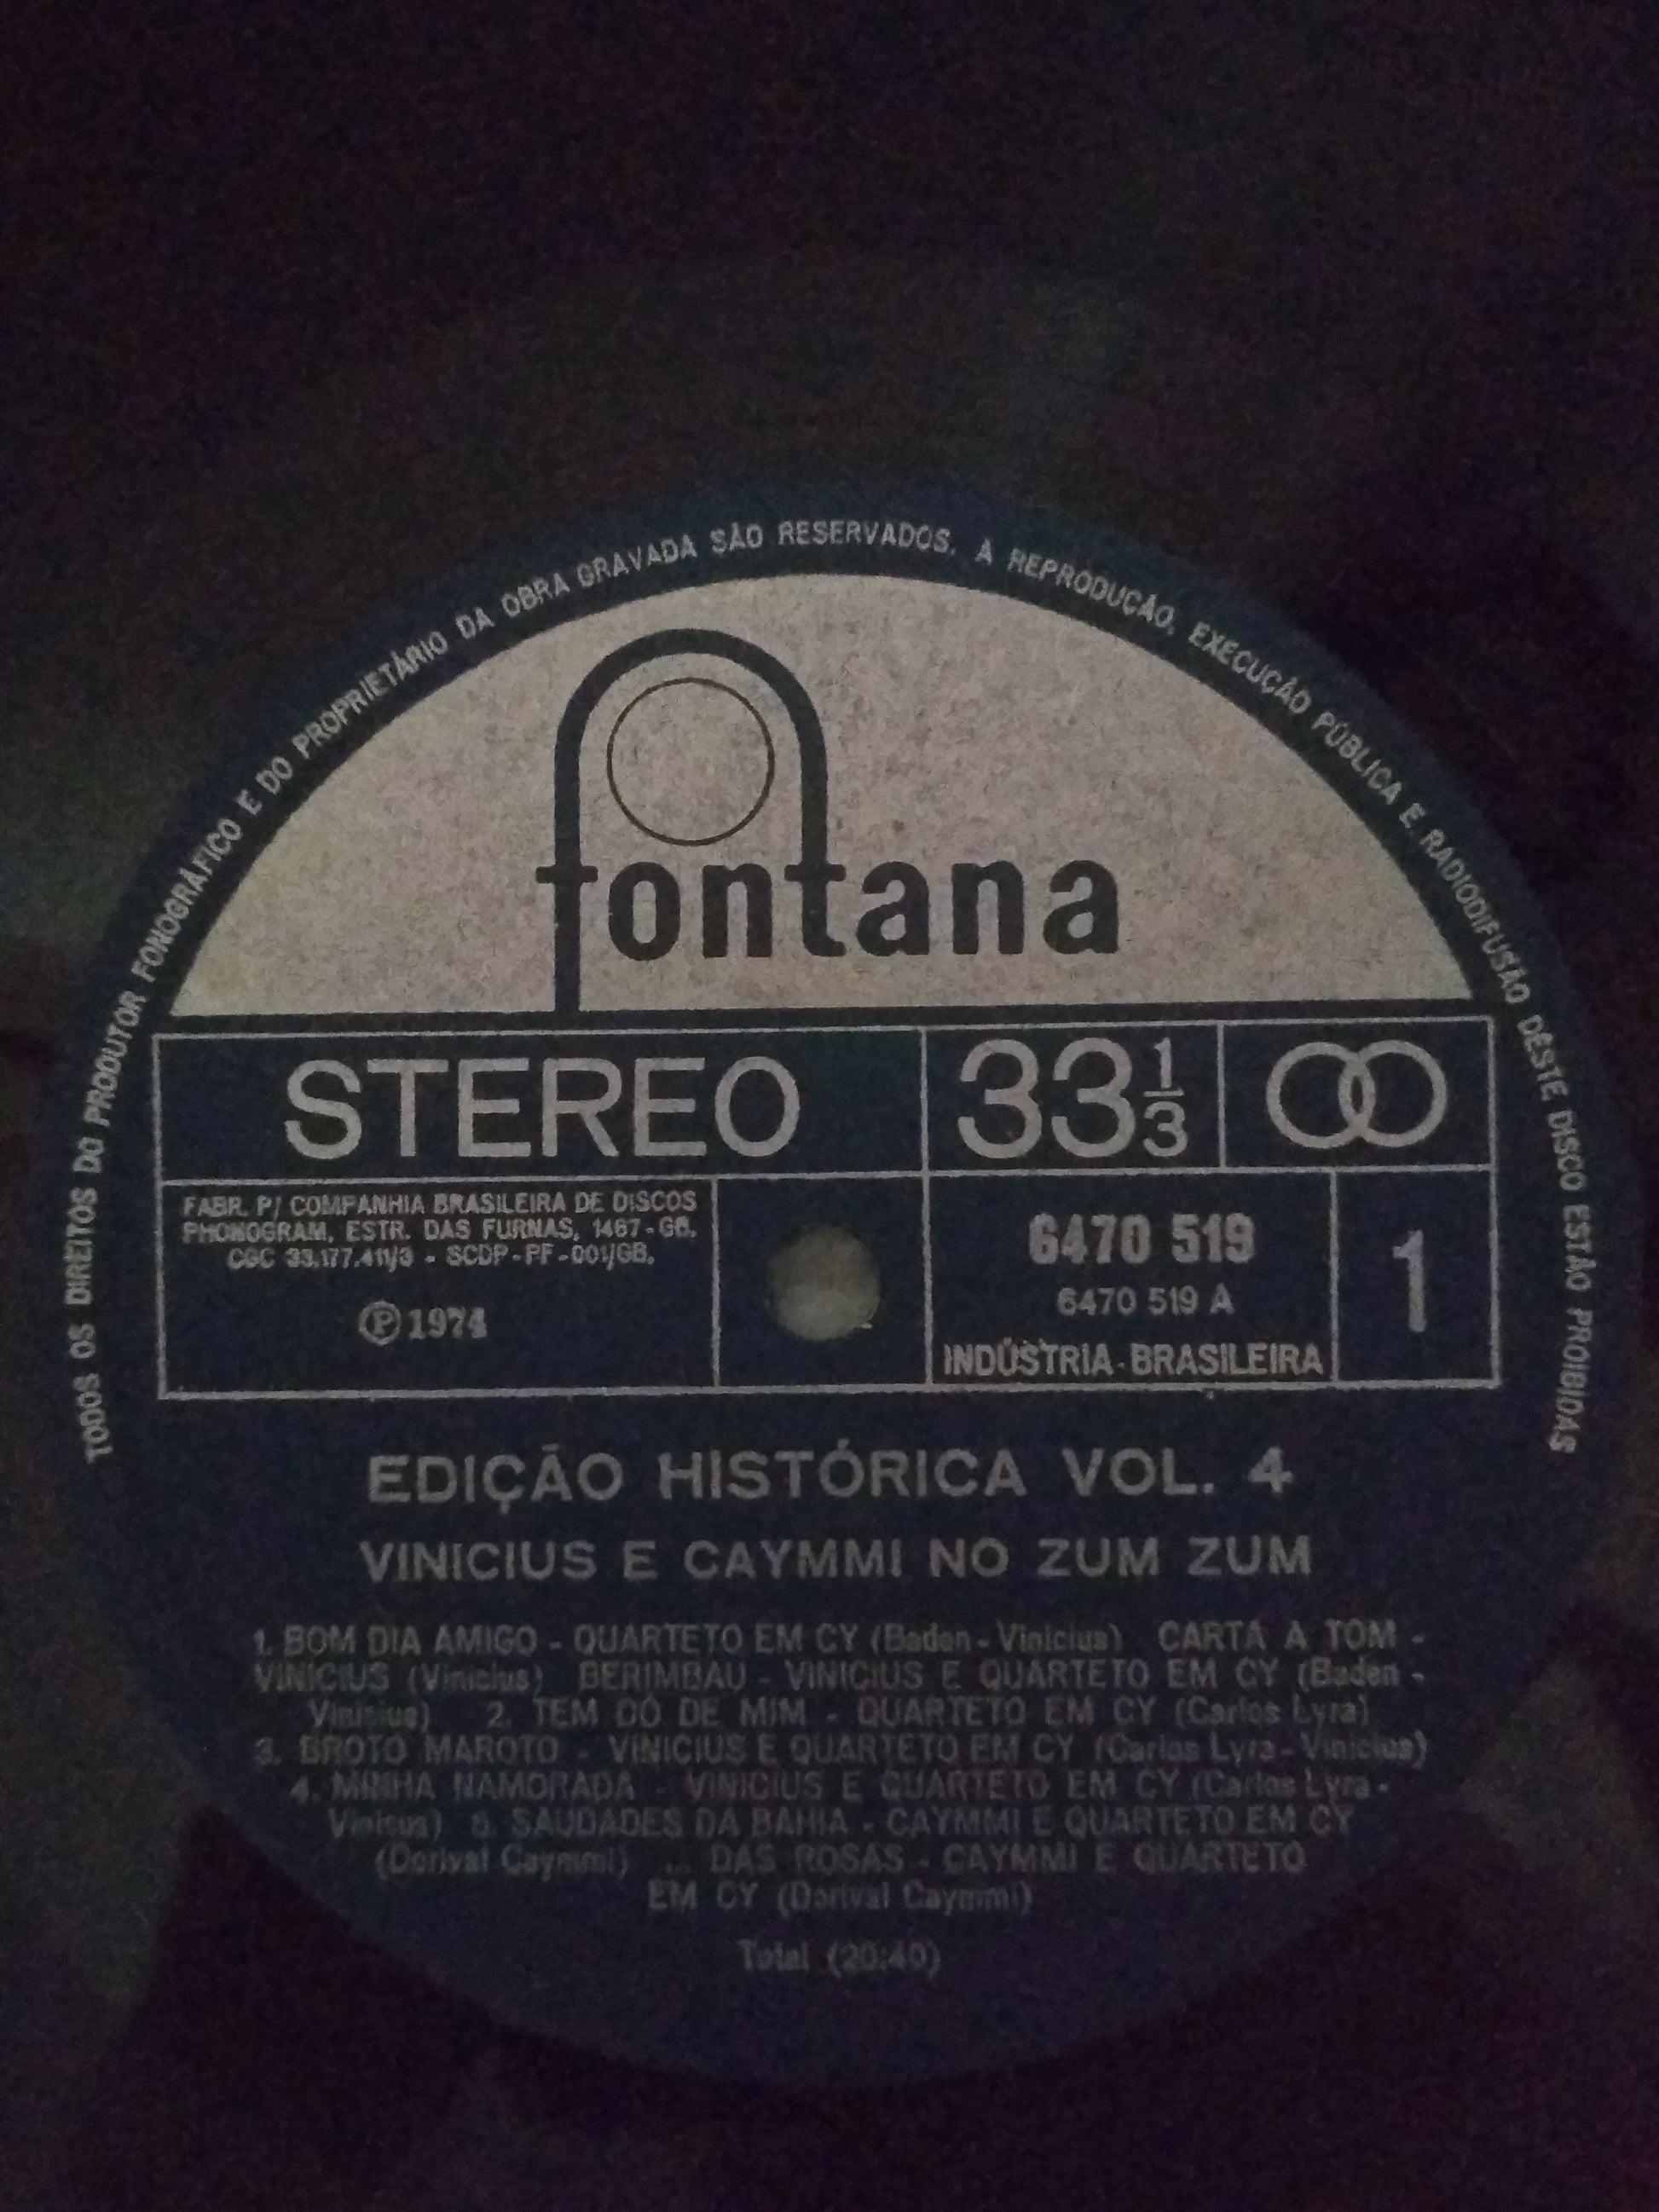 TODOS OS DIREITOS DO PRODUTOR FONOGRÁFICO E DO PROPRIETÁRIO DA OBRA GRAVADA SÃO RESERVADOS. A REPRODUÇÃO, EXECUÇÃO PÚBLICA E RADIODIFUSÃO DÊSTE DISCO ESTÃO PROIBIDAS
fontana
STEREO
33 1/3
FABR. P/ COMPANHIA BRASILEIRA DE DISCOS
PHONOGRAM, ESTR. DAS FURNAS, 1467-GB.
CGC 33.177.411/3 - SCDP-PF-001/GB.
Ⓟ 1974
6470 519
6470 519 A
INDÚSTRIA-BRASILEIRA
1
EDIÇÃO HISTÓRICA VOL. 4
VINICIUS E CAYMMI NO ZUM ZUM
1. BOM DIA AMIGO - QUARTETO EM CY (Baden-Vinicius) CARTA A TOM -
VINICIUS (Vinicius) BERIMBAU - VINICIUS E QUARTETO EM CY (Baden -
Vinicius) 2. TEM DÓ DE MIM - QUARTETO EM CY (Carlos Lyra)
3. BROTO MAROTO - VINICIUS E QUARTETO EM CY (Carlos Lyra-Vinicius)
4. MINHA NAMORADA - VINICIUS E QUARTETO EM CY (Carlos Lyra-
Vinicius) 5. SAUDADES DA BAHIA - CAYMMI E QUARTETO EM CY
(Dorival Caymmi) ... DAS ROSAS - CAYMMI E QUARTETO
EM CY (Dorival Caymmi)
Total (20:40)